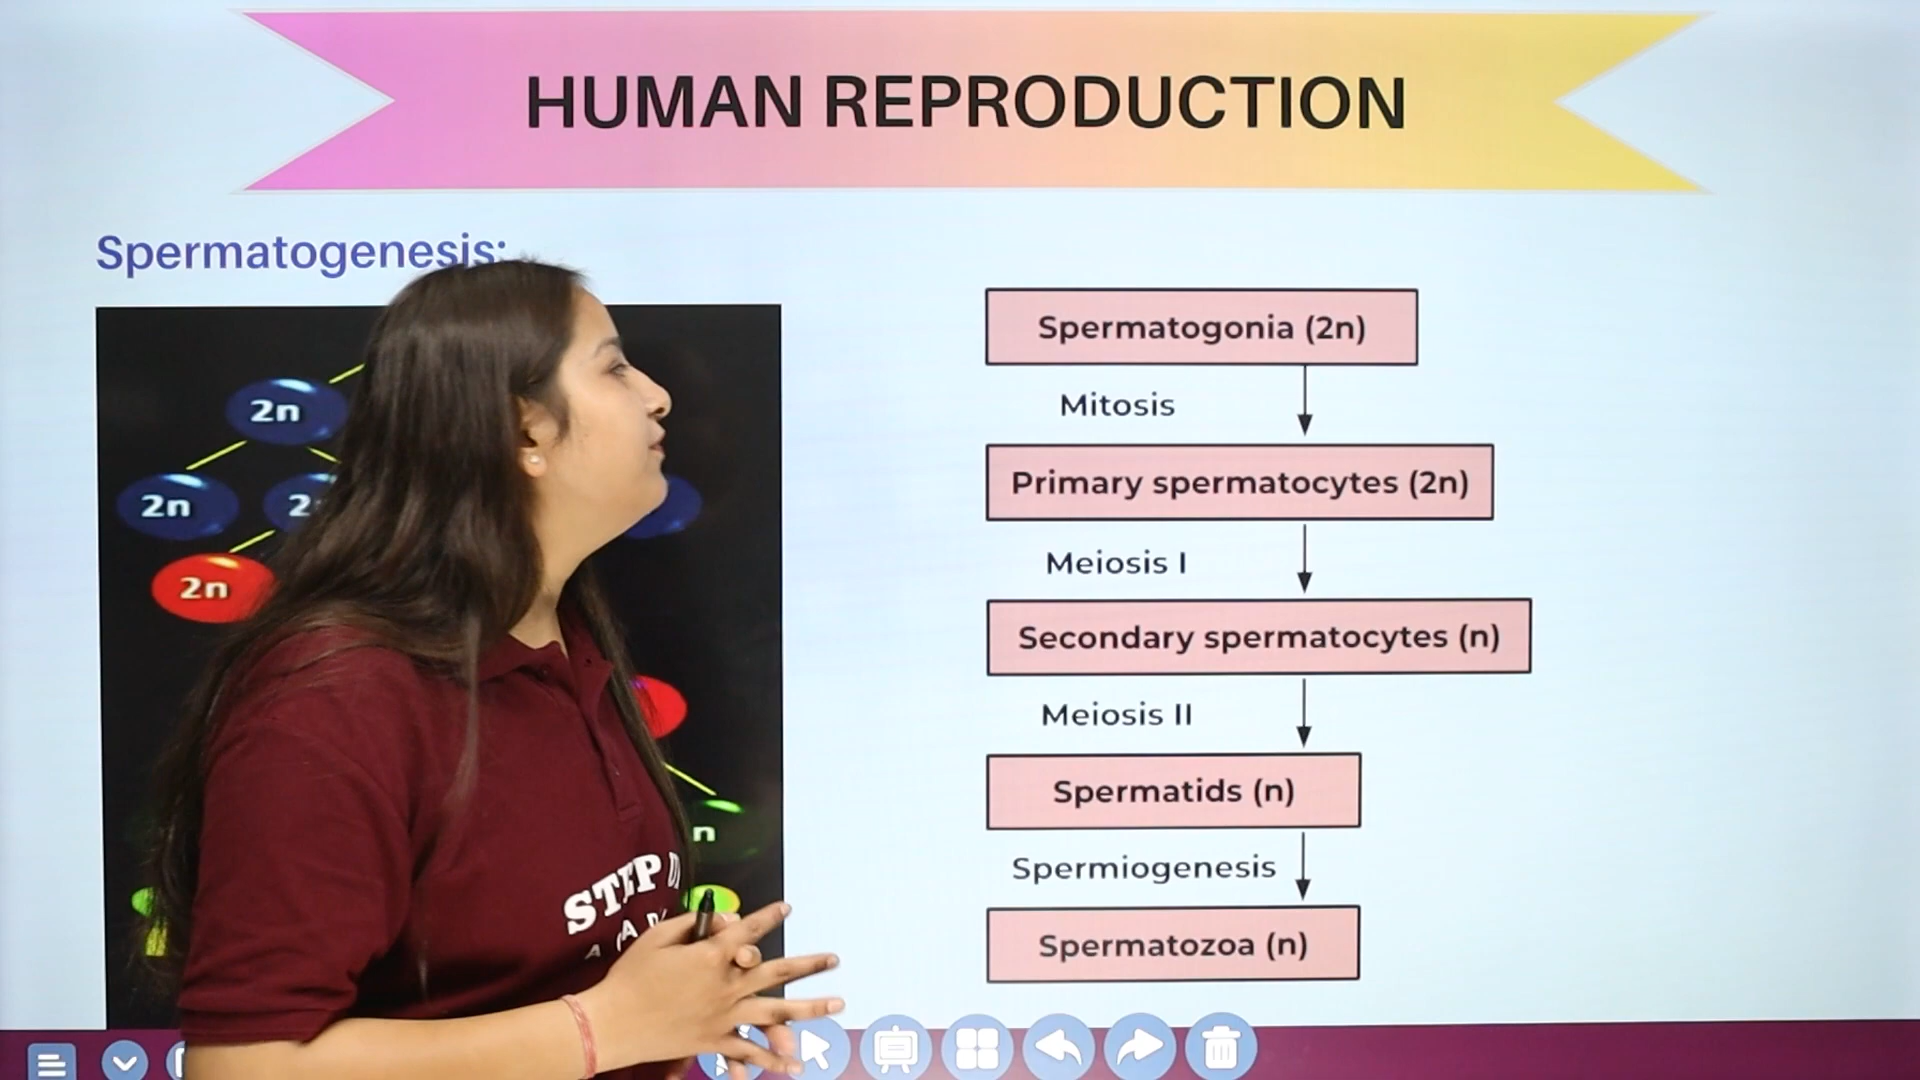 HUMAN REPRODUCTION
Spermatogenesis:
2n
2n
2n
n
STEP
Spermatogonia (2n)
Mitosis
Primary spermatocytes (2n)
Meiosis I
Secondary spermatocytes (n)
Meiosis II
Spermatids (n)
Spermiogenesis
Spermatozoa (n)